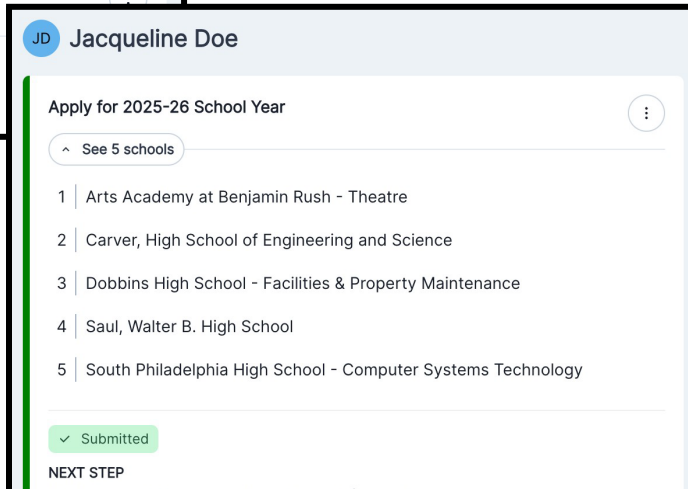 JD Jacqueline Doe
Apply for 2025-26 School Year
See 5 schools
1 Arts Academy at Benjamin Rush - Theatre
2 Carver, High School of Engineering and Science
3 Dobbins High School - Facilities & Property Maintenance
4 Saul, Walter B. High School
5 South Philadelphia High School - Computer Systems Technology
Submitted
NEXT STEP